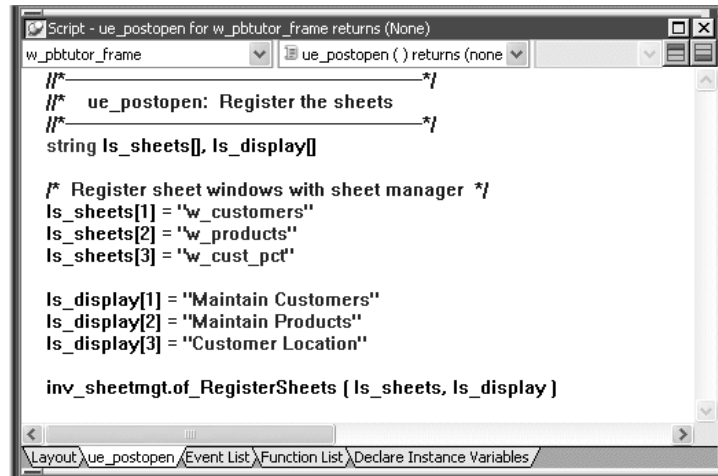 Script - ue_postopen for w_pbtutor_frame returns (None)
w_pbtutor_frame ue_postopen ( ) returns (none
//*----------------------------------------*/
//* ue_postopen: Register the sheets
//*----------------------------------------*/
string ls_sheets[], ls_display[]
/* Register sheet windows with sheet manager */
ls_sheets[1] = "w_customers"
ls_sheets[2] = "w_products"
ls_sheets[3] = "w_cust_pct"
ls_display[1] = "Maintain Customers"
ls_display[2] = "Maintain Products"
ls_display[3] = "Customer Location"
inv_sheetmgt.of_RegisterSheets ( ls_sheets, ls_display )
Layout ue_postopen Event List Function List Declare Instance Variables